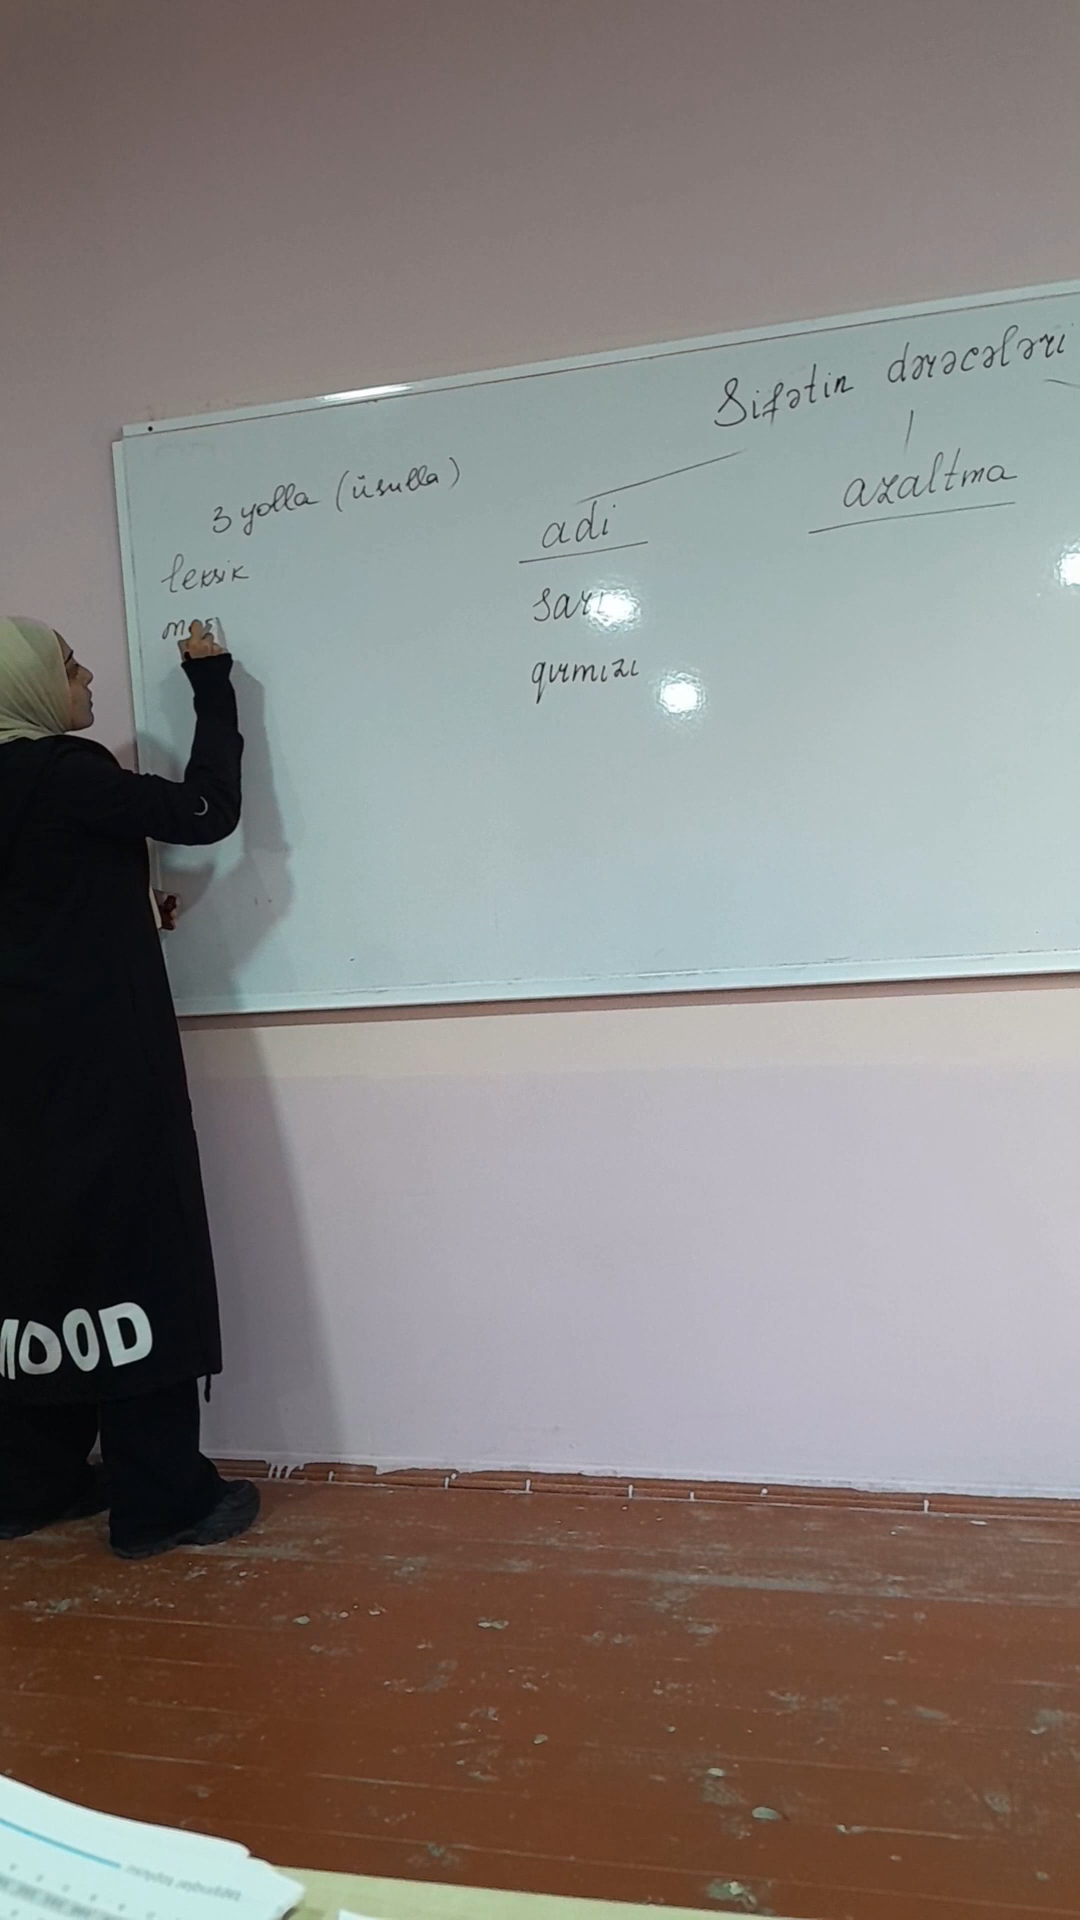 Sifətin dərəcələri
3 yolla (üsulla)
adi
azaltma
leksik
sarı
qırmızı
MOOD